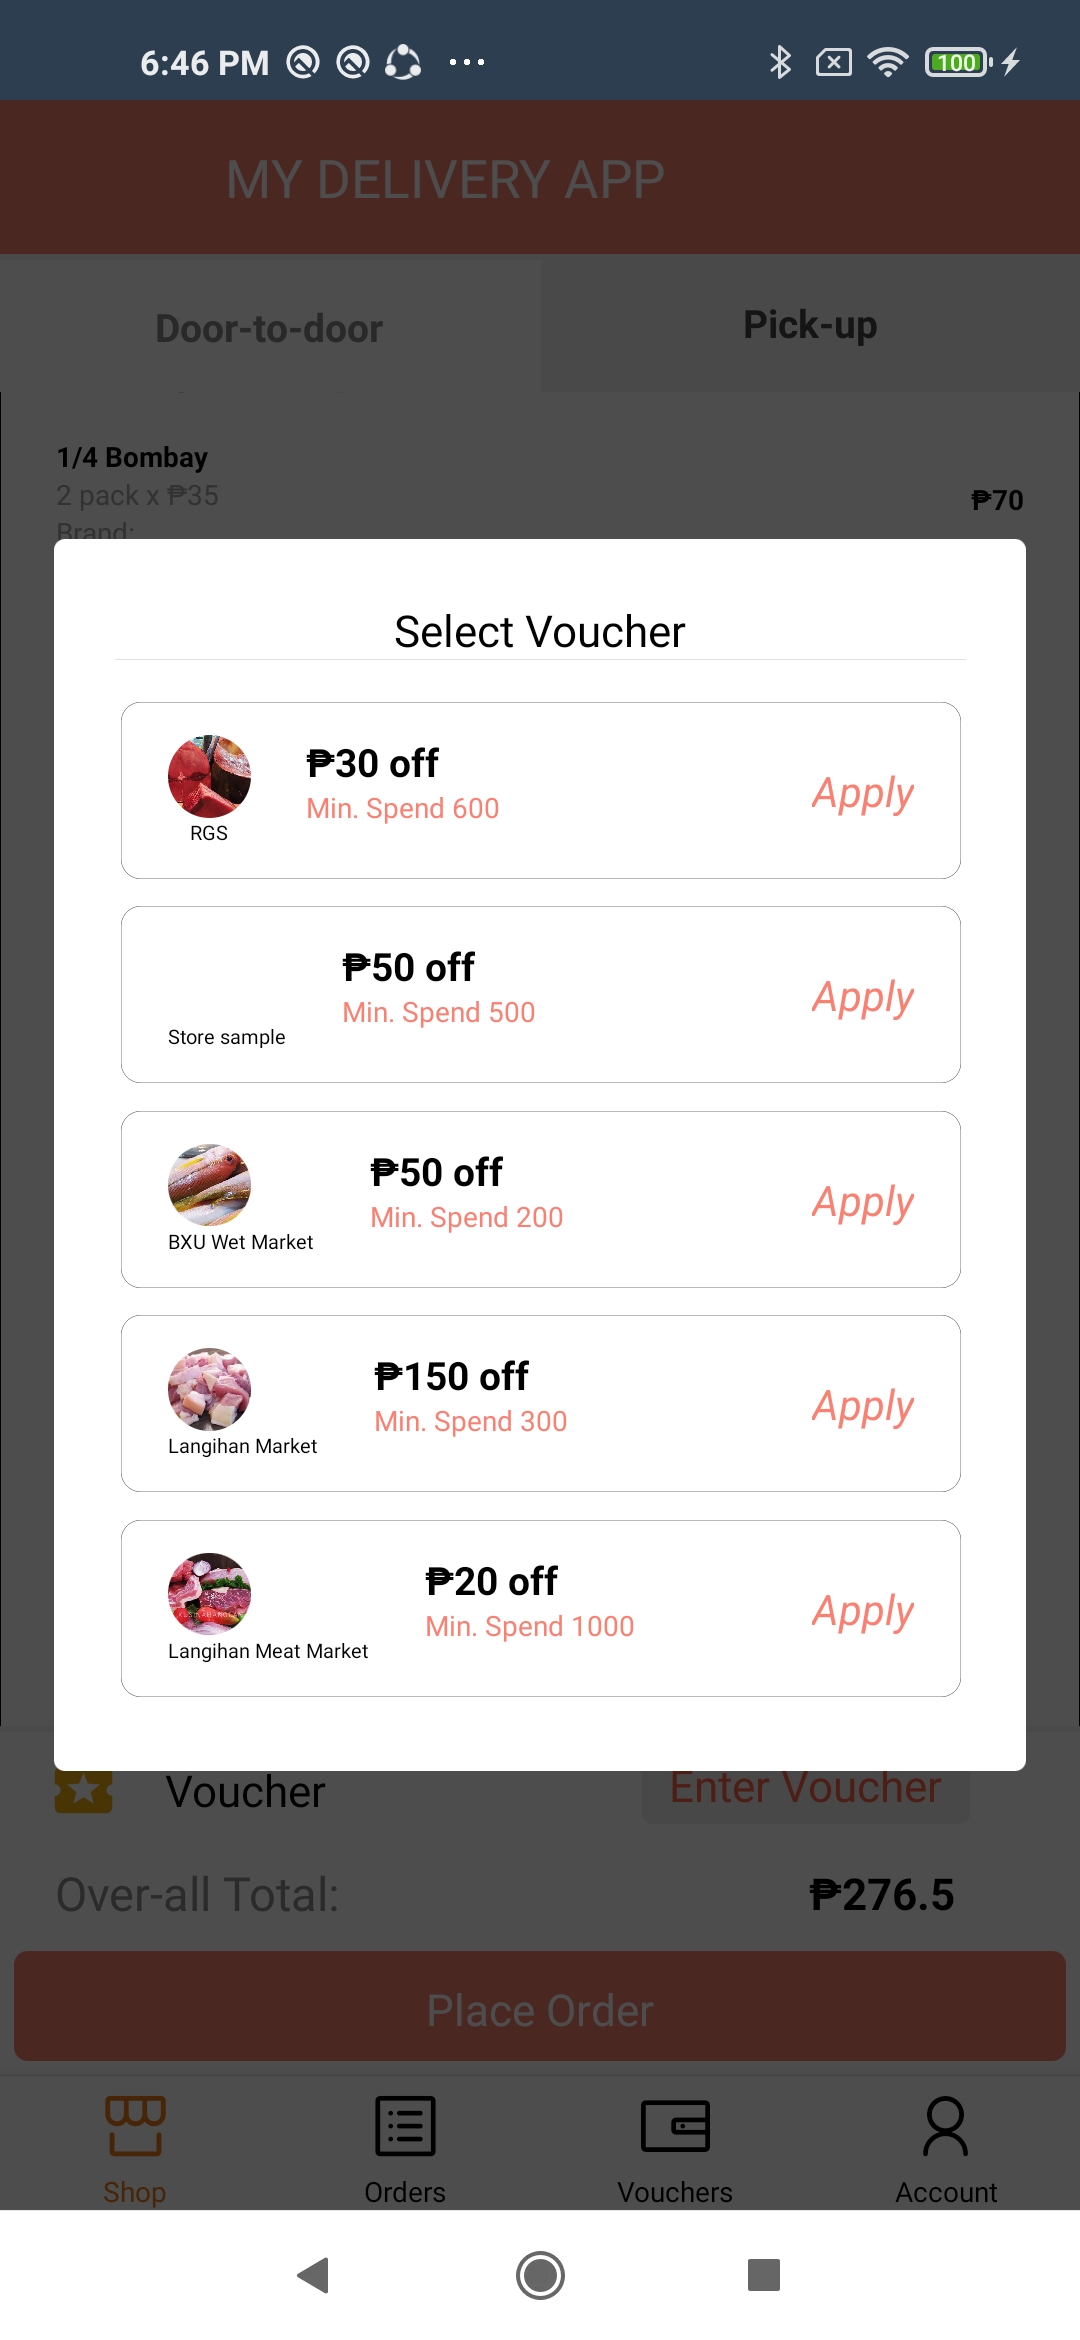 6:46 PM
100
MY DELIVERY APP
Door-to-door
Pick-up
1/4 Bombay
2 pack x ₱35
₱70
Brand:
Select Voucher
₱30 off
Min. Spend 600
Apply
RGS
₱50 off
Min. Spend 500
Apply
Store sample
₱50 off
Min. Spend 200
Apply
BXU Wet Market
₱150 off
Min. Spend 300
Apply
Langihan Market
₱20 off
Min. Spend 1000
Apply
Langihan Meat Market
Voucher
Enter Voucher
Over-all Total:
₱276.5
Place Order
Shop
Orders
Vouchers
Account